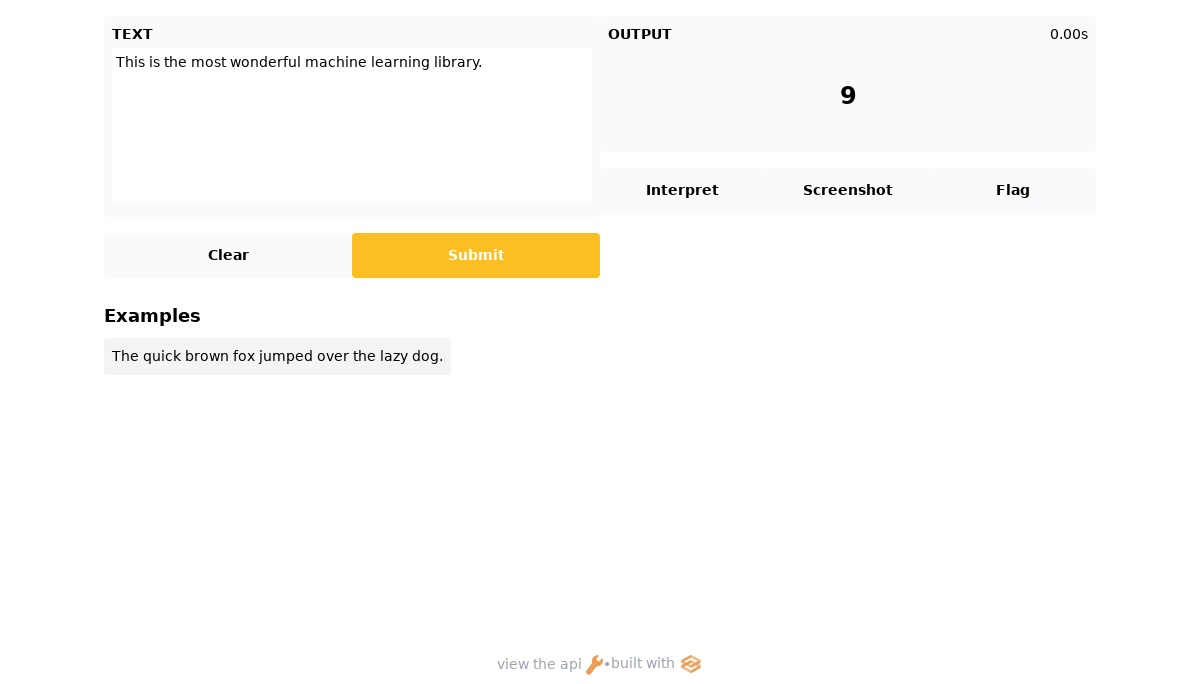 TEXT
This is the most wonderful machine learning library.
Clear
Submit
OUTPUT
0.00s
9
Interpret
Screenshot
Flag
Examples
The quick brown fox jumped over the lazy dog.
view the api • built with